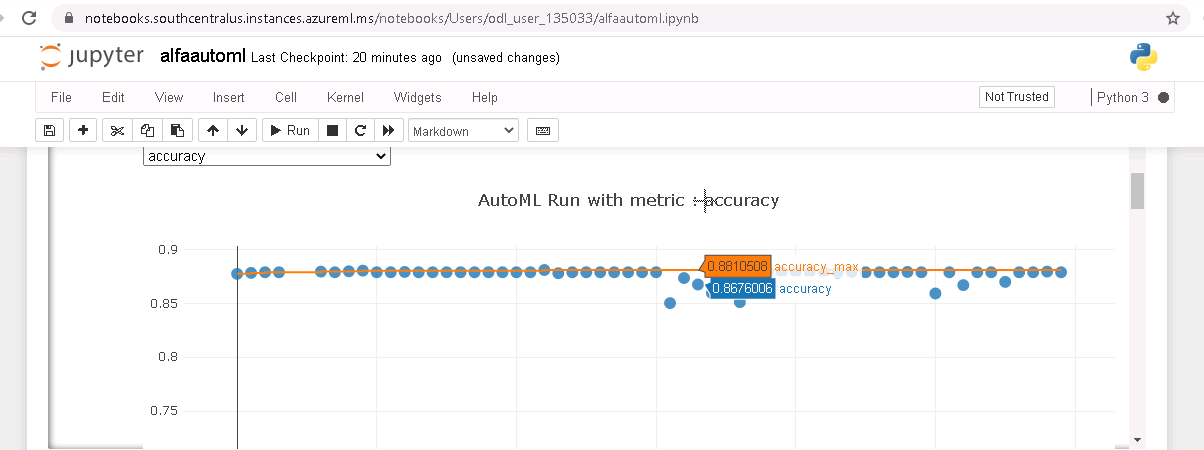 notebooks.southcentralus.instances.azureml.ms/notebooks/Users/odl_user_135033/alfaautoml.ipynb
jupyter alfaautoml Last Checkpoint: 20 minutes ago (unsaved changes)
File Edit View Insert Cell Kernel Widgets Help Not Trusted Python 3
Run Markdown
accuracy
AutoML Run with metric : accuracy
0.9
0.8810508 accuracy_max
0.8676006 accuracy
0.85
0.8
0.75